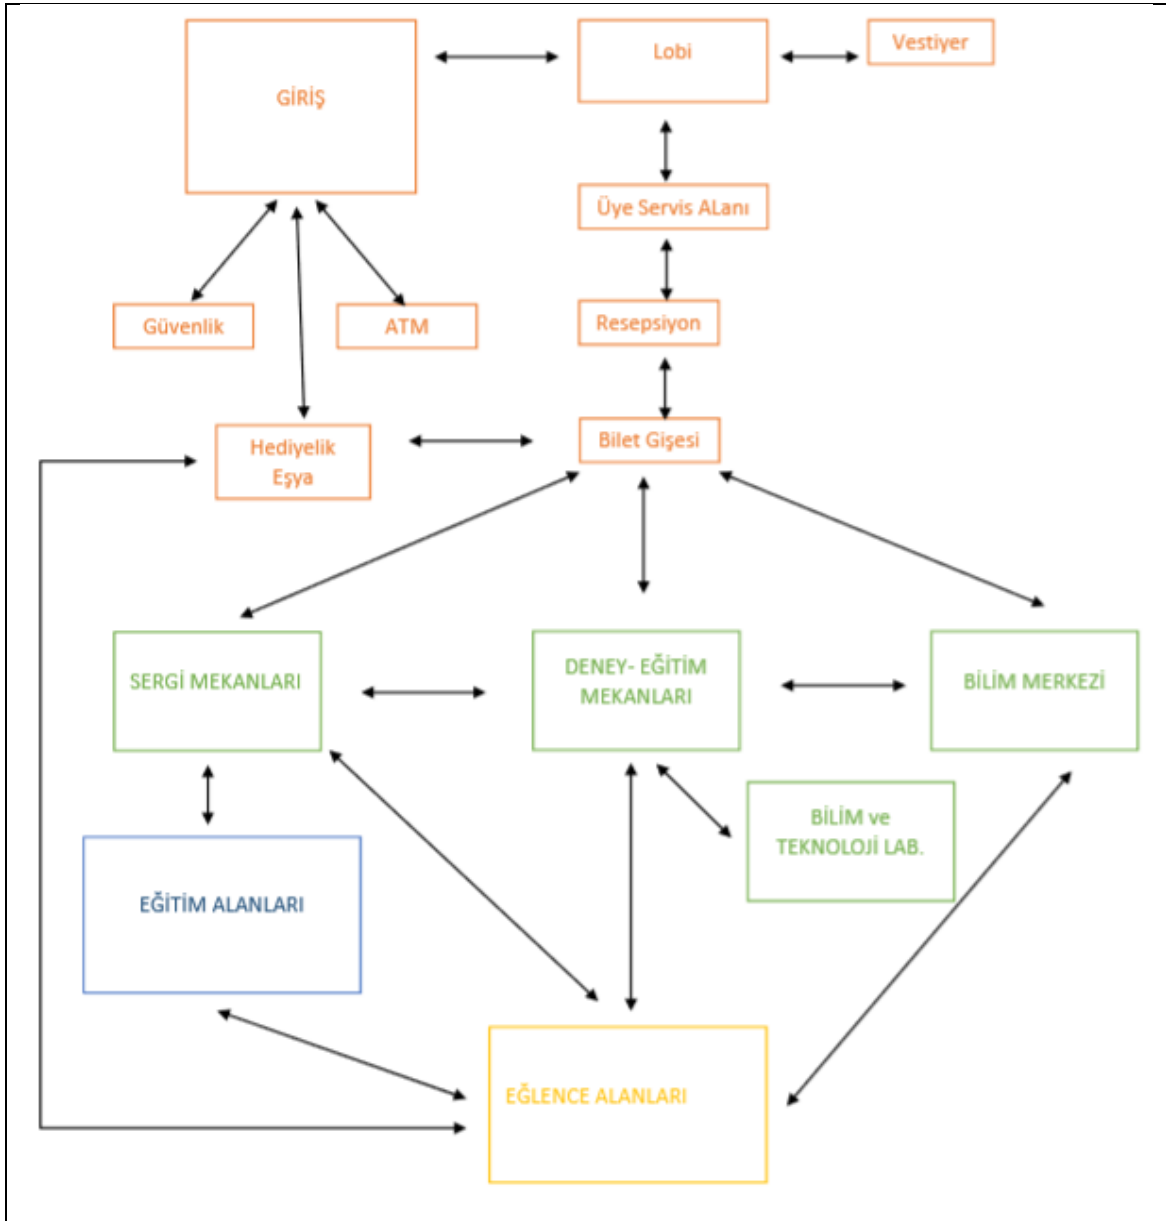 GİRİŞ
Lobi
Vestiyer
Üye Servis ALanı
Güvenlik
ATM
Resepsiyon
Hediyelik
Eşya
Bilet Gişesi
SERGİ MEKANLARI
DENEY- EĞİTİM
MEKANLARI
BİLİM MERKEZİ
BİLİM ve
TEKNOLOJİ LAB.
EĞİTİM ALANLARI
EĞLENCE ALANLARI